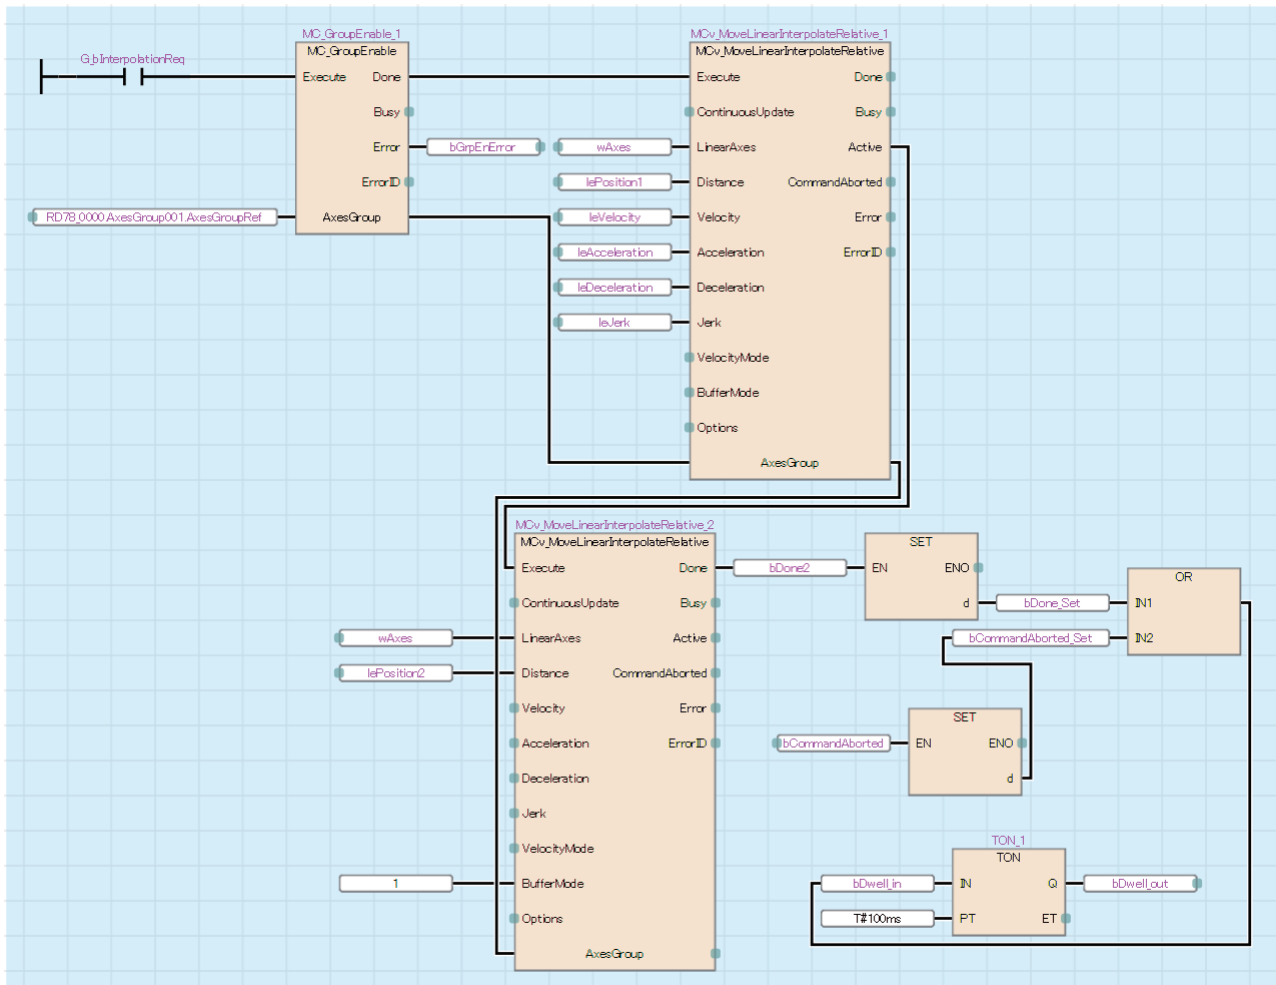 MC_GroupEnable_1
MC_GroupEnable
G_bInterpolationReq
Execute Done
Busy
Error
bGrpEnError
ErrorID
RD78_0000.AxesGroup001.AxesGroupRef
AxesGroup
MCv_MoveLinearInterpolateRelative_1
MCv_MoveLinearInterpolateRelative
Execute Done
ContinuousUpdate Busy
wAxes LinearAxes Active
lePosition1 Distance CommandAborted
leVelocity Velocity Error
leAcceleration Acceleration ErrorID
leDeceleration Deceleration
leJerk Jerk
VelocityMode
BufferMode
Options
AxesGroup
MCv_MoveLinearInterpolateRelative_2
MCv_MoveLinearInterpolateRelative
Execute Done
ContinuousUpdate Busy
wAxes LinearAxes Active
lePosition2 Distance CommandAborted
Velocity Error
Acceleration ErrorID
Deceleration
Jerk
VelocityMode
1 BufferMode
Options
AxesGroup
bDone2
SET
EN ENO
d
bDone_Set
bCommandAborted_Set
OR
IN1
IN2
SET
bCommandAborted
EN ENO
d
TON_1
TON
bDwell_in IN Q bDwell_out
T#100ms PT ET